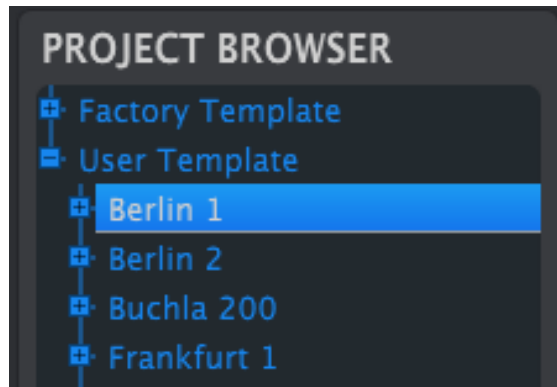 PROJECT BROWSER
Factory Template
User Template
Berlin 1
Berlin 2
Buchla 200
Frankfurt 1